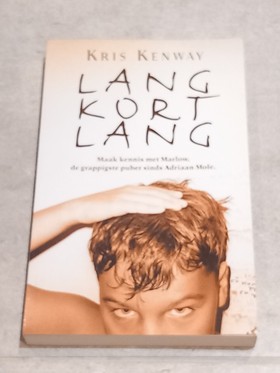 KRIS KENWAY
LANG
KORT
LANG
Maak kennis met Marlon,
de grappigste puber sinds Adriaan Mole.